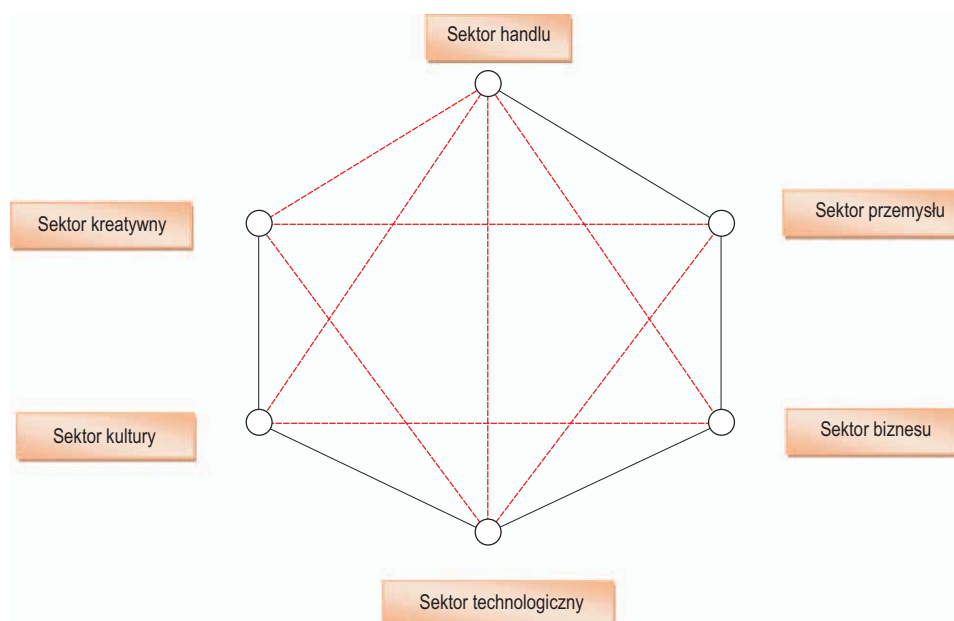 Sektor handlu
Sektor kreatywny
Sektor przemysłu
Sektor kultury
Sektor biznesu
Sektor technologiczny